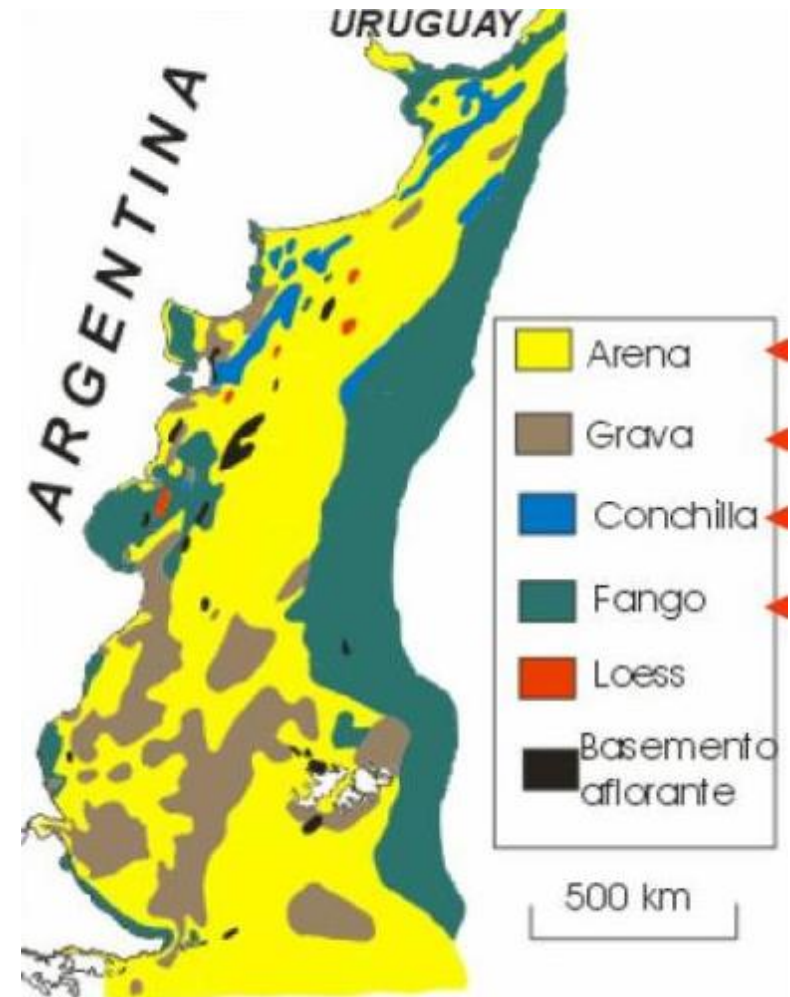 URUGUAY
ARGENTINA
Arena
Grava
Conchilla
Fango
Loess
Basemento
aflorante
500 km